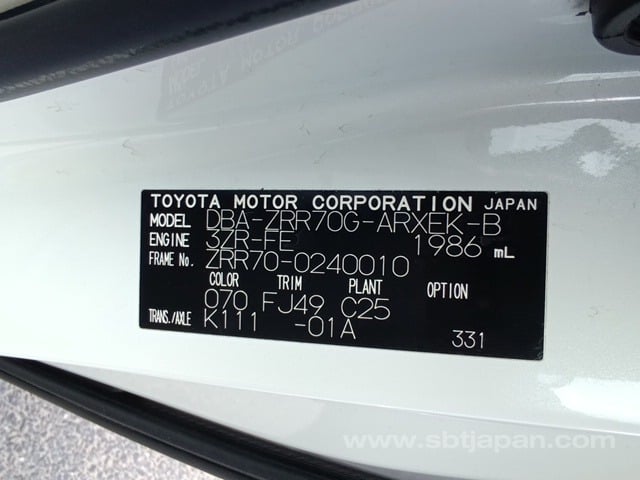 TOYOTA MOTOR CORPORATION JAPAN
MODEL DBA-ZRR70G-ARXEK-B
ENGINE 3ZR-FE 1986 mL
FRAME No. ZRR70-0240010
COLOR TRIM PLANT OPTION
070 FJ49 C25
TRANS./AXLE K111 -01A
331
www.sbtjapan.com